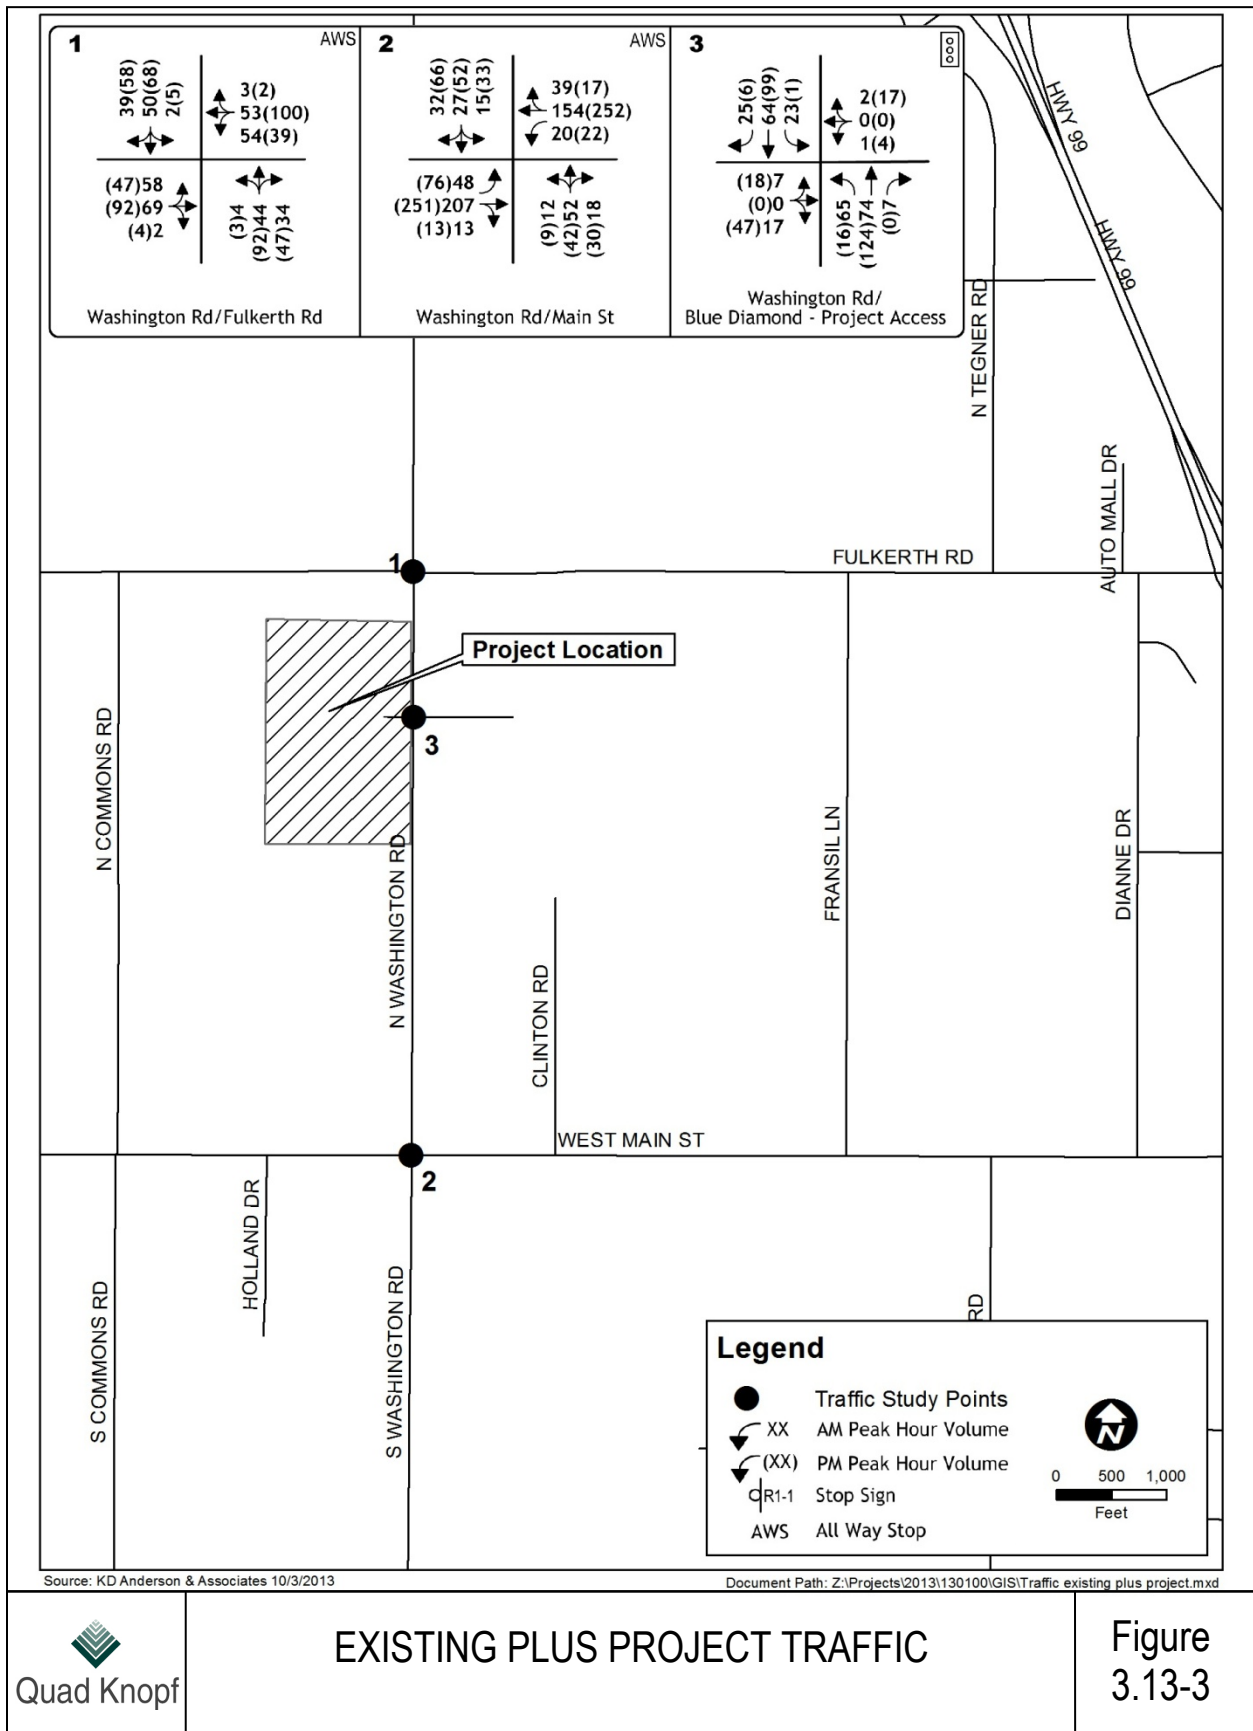 1
AWS
39(58)
50(68)
2(5)
3(2)
53(100)
54(39)
(47)58
(92)69
(4)2
(3)4
(92)44
(47)34
Washington Rd/Fulkerth Rd
2
AWS
32(66)
27(52)
15(33)
39(17)
154(252)
20(22)
(76)48
(251)207
(13)13
(9)12
(42)52
(30)18
Washington Rd/Main St
3
25(6)
64(99)
23(1)
2(17)
0(0)
1(4)
(18)7
(0)0
(47)17
(16)65
(124)74
(0)7
Washington Rd/
Blue Diamond - Project Access
HWY 99
HWY 99
N TEGNER RD
AUTO MALL DR
FULKERTH RD
1
Project Location
3
N COMMONS RD
N WASHINGTON RD
FRANSIL LN
DIANNE DR
CLINTON RD
WEST MAIN ST
2
HOLLAND DR
S COMMONS RD
S WASHINGTON RD
RD
Legend
Traffic Study Points
XX AM Peak Hour Volume
(XX) PM Peak Hour Volume
R1-1 Stop Sign
AWS All Way Stop
N
0 500 1,000
Feet
Source: KD Anderson & Associates 10/3/2013
Document Path: Z:\Projects\2013\130100\GIS\Traffic existing plus project.mxd
Quad Knopf
EXISTING PLUS PROJECT TRAFFIC
Figure
3.13-3